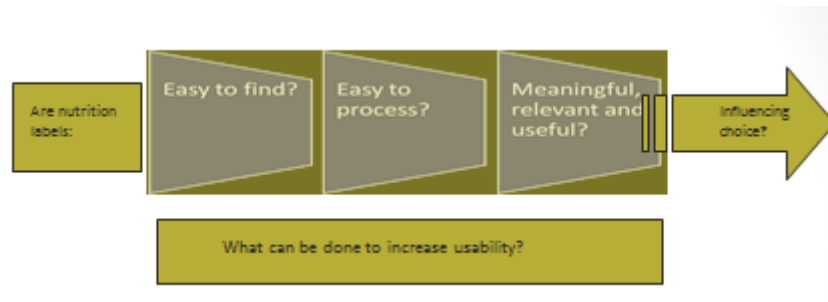 Are nutrition
labels:
Easy to find?
Easy to
process?
Meaningful,
relevant and
useful?
Influencing
choice?
What can be done to increase usability?